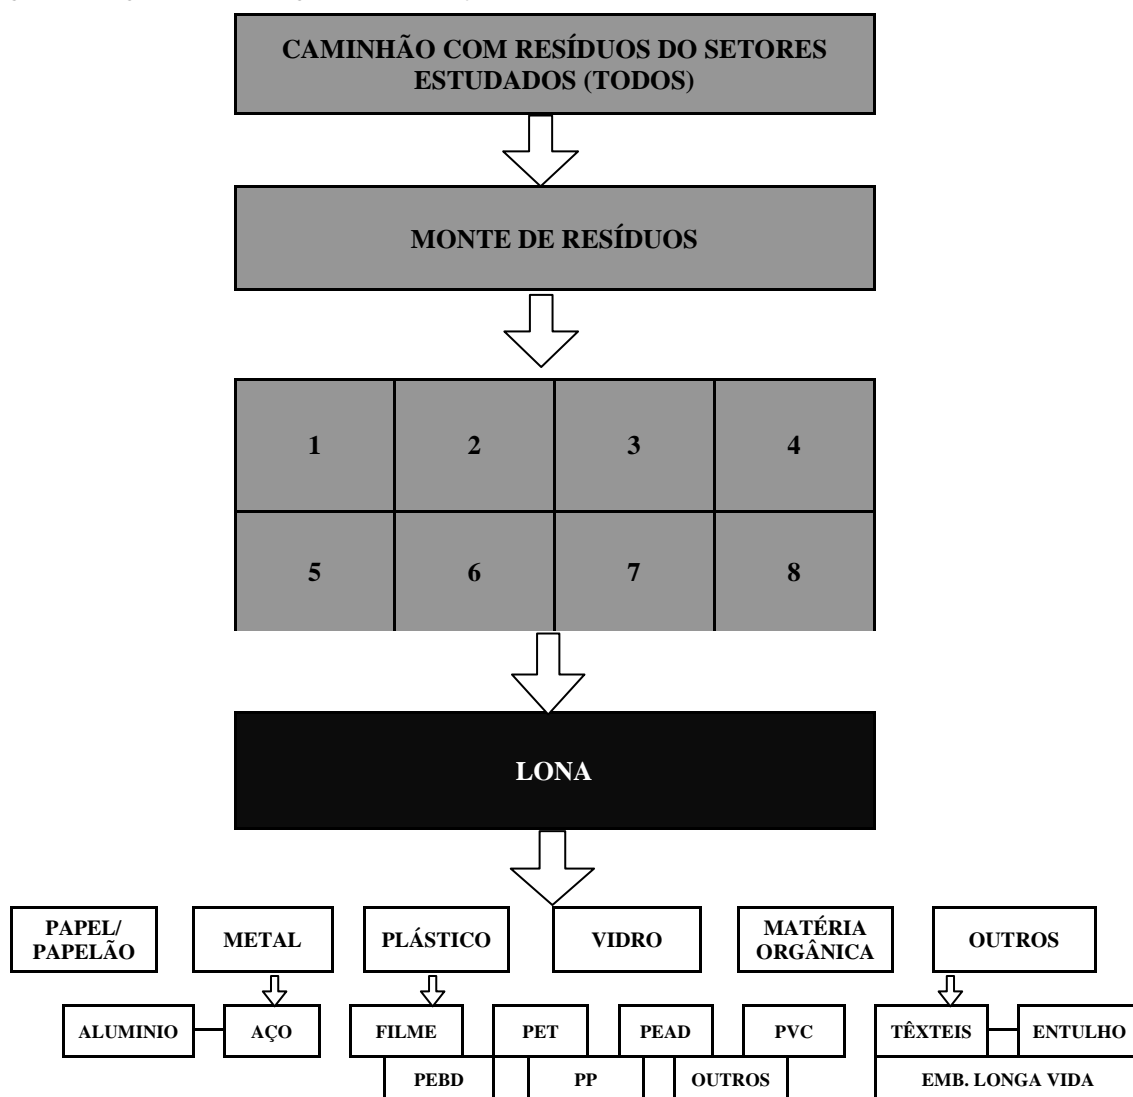 CAMINHÃO COM RESÍDUOS DO SETORES
ESTUDADOS (TODOS)
MONTE DE RESÍDUOS
1 2 3 4
5 6 7 8
LONA
PAPEL/
PAPELÃO
METAL
PLÁSTICO
VIDRO
MATÉRIA
ORGÂNICA
OUTROS
ALUMINIO
AÇO
FILME
PET
PEAD
PVC
TÊXTEIS
ENTULHO
PEBD
PP
OUTROS
EMB. LONGA VIDA